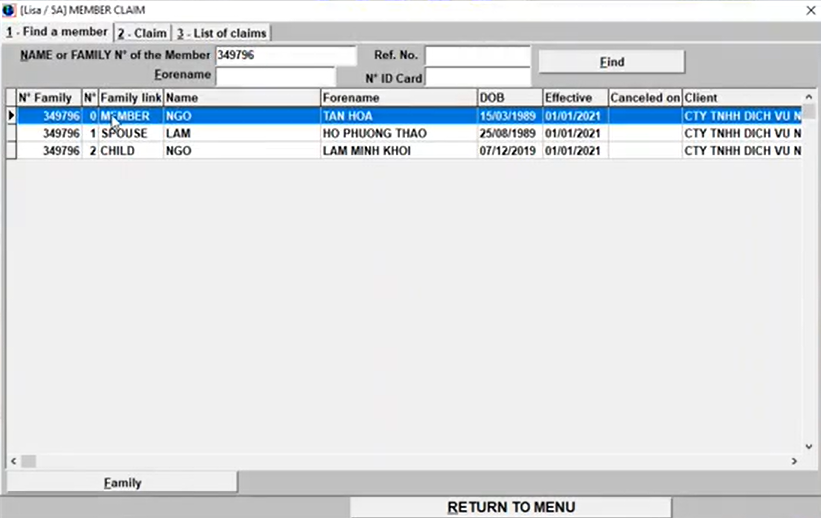 [Lisa / SA] MEMBER CLAIM
1 - Find a member 2 - Claim 3 - List of claims
NAME or FAMILY N° of the Member 349796 Ref. No. Find
Forename N° ID Card
N° Family N° Family link Name Forename DOB Effective Canceled on Client
349796 0 MEMBER NGO TAN HOA 15/03/1989 01/01/2021 CTY TNHH DICH VU N
349796 1 SPOUSE LAM HO PHUONG THAO 25/08/1989 01/01/2021 CTY TNHH DICH VU N
349796 2 CHILD NGO LAM MINH KHOI 07/12/2019 01/01/2021 CTY TNHH DICH VU N
Family
RETURN TO MENU